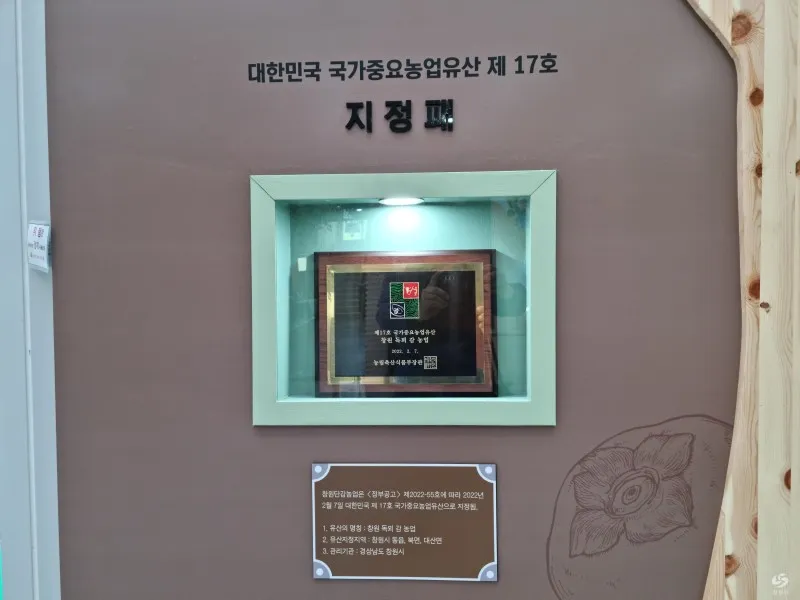 대한민국 국가중요농업유산 제 17호
지정패
제17호 국가중요농업유산
창원 독뫼 감 농업
2022. 2. 7.
농림축산식품부장관
창원단감농업은 <정부공고> 제2022-55호에 따라 2022년
2월 7일 대한민국 제 17호 국가중요농업유산으로 지정됨.
1. 유산의 명칭 : 창원 독뫼 감 농업
2. 유산지정지역 : 창원시 동읍, 북면, 대산면
3. 관리기관 : 경상남도 창원시